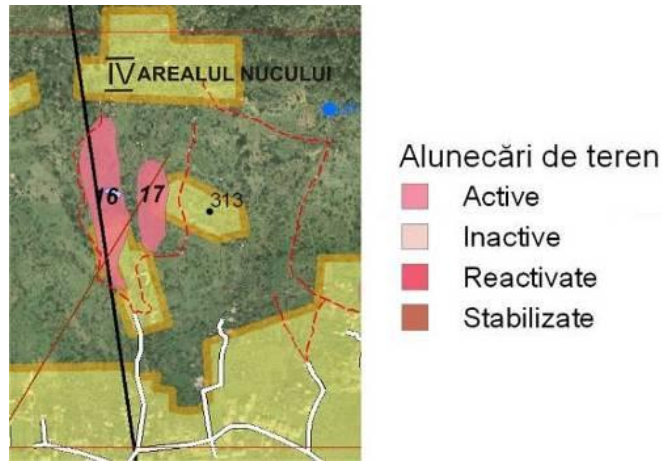 IV AREALUL NUCULUI
16
17
313
Alunecări de teren
Active
Inactive
Reactivate
Stabilizate